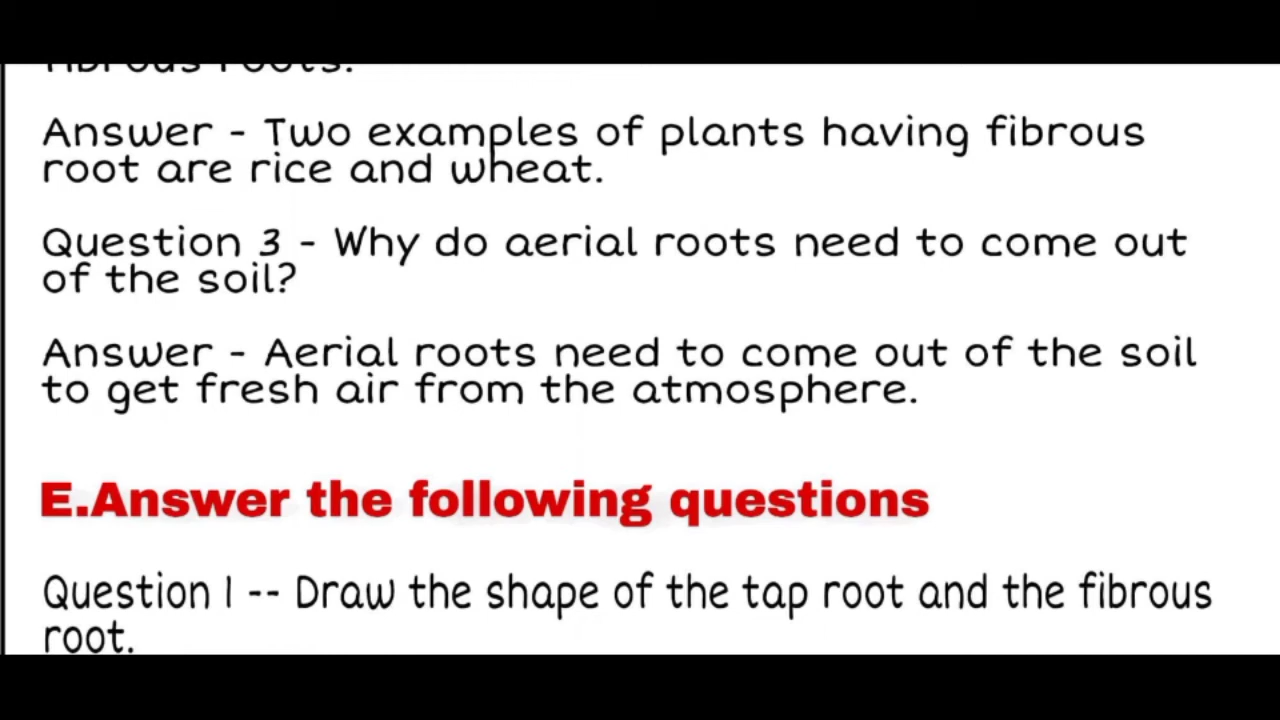 fibrous roots.
Answer - Two examples of plants having fibrous
root are rice and wheat.
Question 3 - Why do aerial roots need to come out
of the soil?
Answer - Aerial roots need to come out of the soil
to get fresh air from the atmosphere.
E.Answer the following questions
Question 1 -- Draw the shape of the tap root and the fibrous
root.